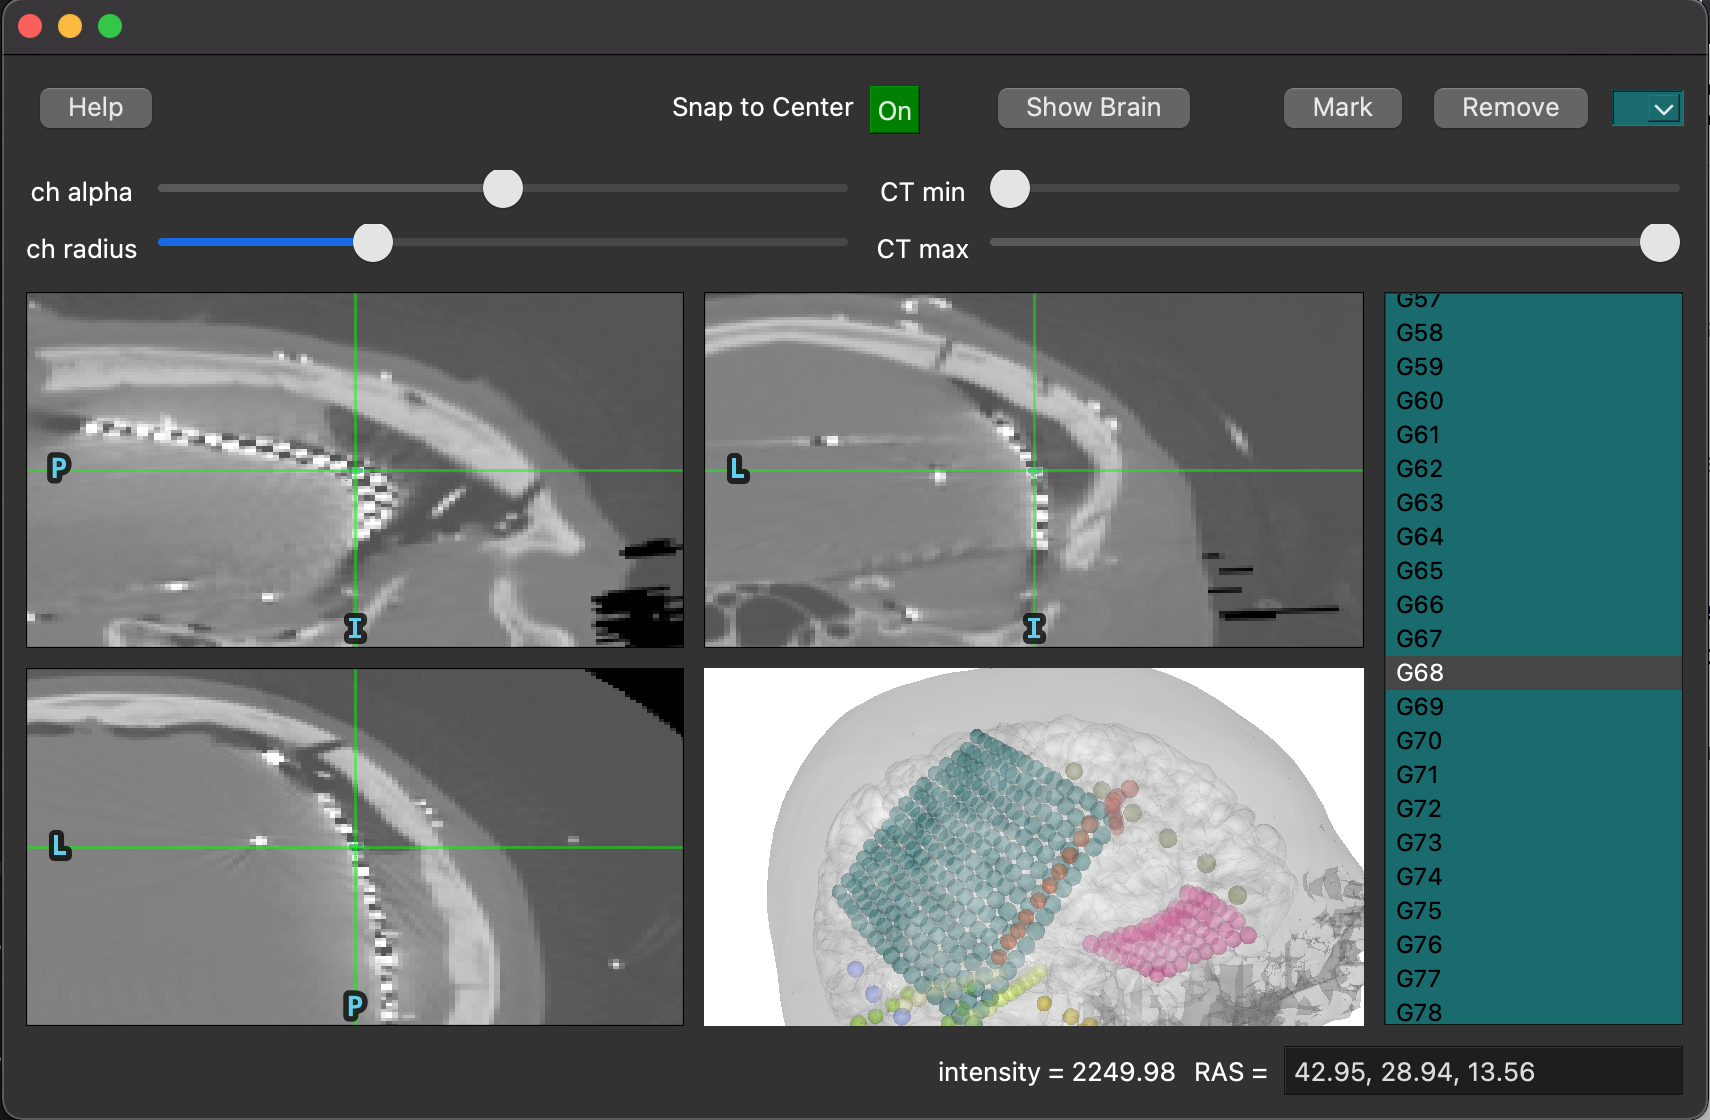 Help
Snap to Center
On
Show Brain
Mark
Remove
ch alpha
CT min
ch radius
CT max
P
I
L
I
L
P
G57
G58
G59
G60
G61
G62
G63
G64
G65
G66
G67
G68
G69
G70
G71
G72
G73
G74
G75
G76
G77
G78
intensity = 2249.98
RAS =
42.95, 28.94, 13.56